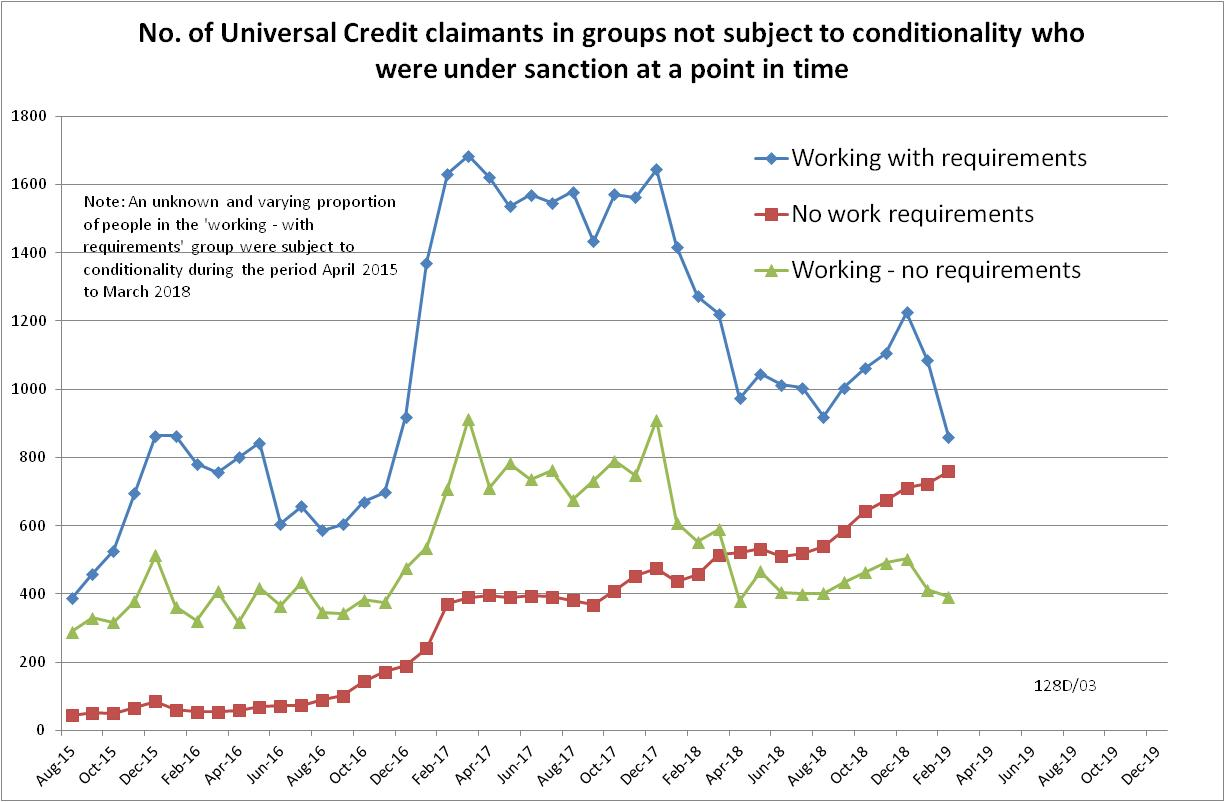 No. of Universal Credit claimants in groups not subject to conditionality who
were under sanction at a point in time
1800
1600
1400
1200
1000
800
600
400
200
0
Note: An unknown and varying proportion
of people in the 'working - with
requirements' group were subject to
conditionality during the period April 2015
to March 2018
Working with requirements
No work requirements
Working - no requirements
128D/03
Aug-15
Oct-15
Dec-15
Feb-16
Apr-16
Jun-16
Aug-16
Oct-16
Dec-16
Feb-17
Apr-17
Jun-17
Aug-17
Oct-17
Dec-17
Feb-18
Apr-18
Jun-18
Aug-18
Oct-18
Dec-18
Feb-19
Apr-19
Jun-19
Aug-19
Oct-19
Dec-19